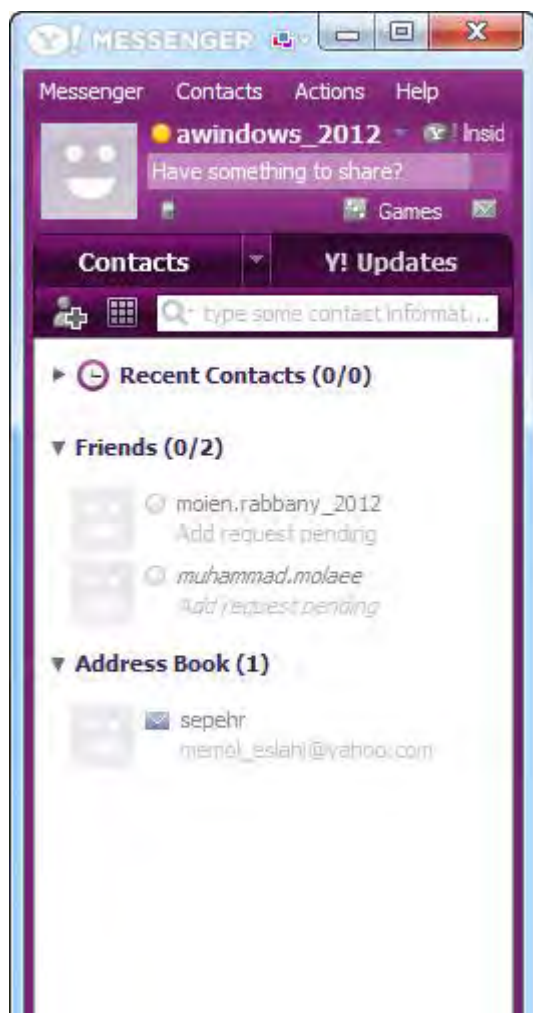 Y! MESSENGER
Messenger Contacts Actions Help
awindows_2012 Y! Insid
Have something to share?
Games
Contacts Y! Updates
type some contact informat...
Recent Contacts (0/0)
Friends (0/2)
moien.rabbany_2012
Add request pending
muhammad.molaee
Add request pending
Address Book (1)
sepehr
memol_eslahi@yahoo.com